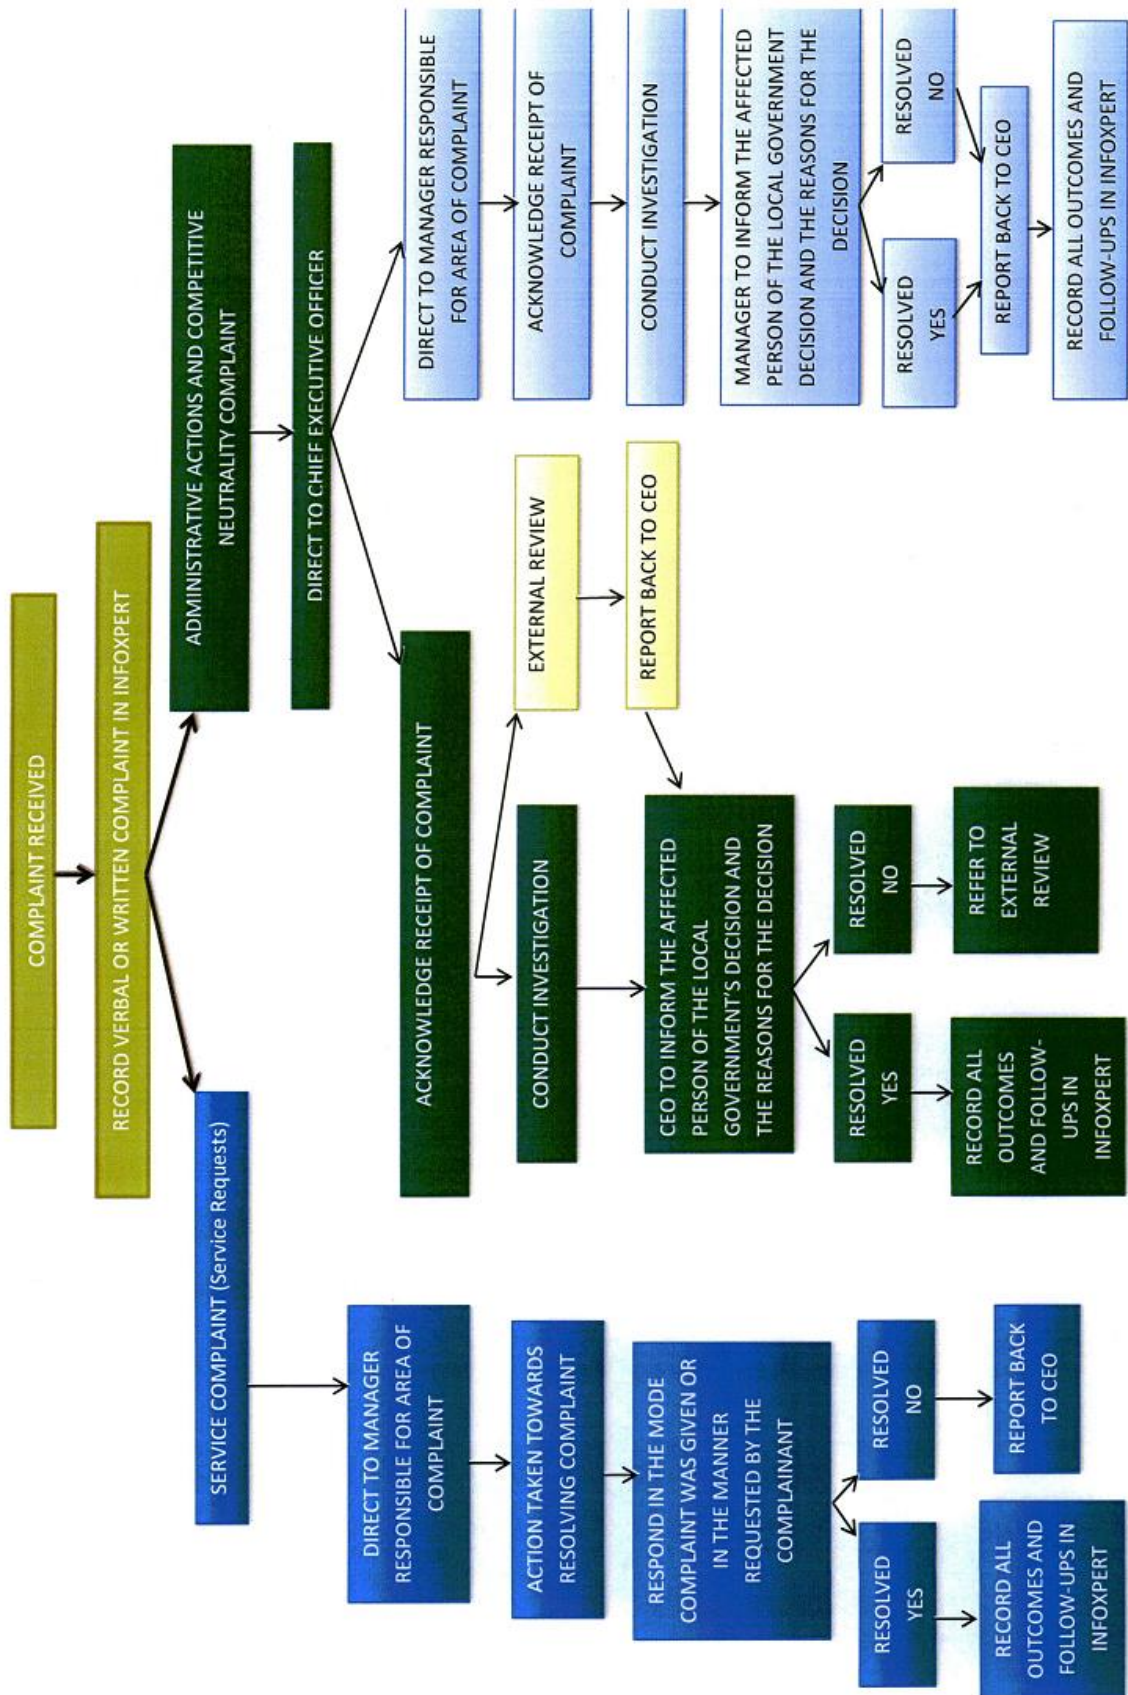 COMPLAINT RECEIVED
RECORD VERBAL OR WRITTEN COMPLAINT IN INFOXPERT
SERVICE COMPLAINT (Service Requests)
DIRECT TO MANAGER
RESPONSIBLE FOR AREA OF
COMPLAINT
ACTION TAKEN TOWARDS
RESOLVING COMPLAINT
RESPOND IN THE MODE
COMPLAINT WAS GIVEN OR
IN THE MANNER
REQUESTED BY THE
COMPLAINANT
RESOLVED
YES
RECORD ALL
OUTCOMES AND
FOLLOW-UPS IN
INFOXPERT
RESOLVED
NO
REPORT BACK
TO CEO
ADMINISTRATIVE ACTIONS AND COMPETITIVE
NEUTRALITY COMPLAINT
DIRECT TO CHIEF EXECUTIVE OFFICER
ACKNOWLEDGE RECEIPT OF COMPLAINT
CONDUCT INVESTIGATION
CEO TO INFORM THE AFFECTED
PERSON OF THE LOCAL
GOVERNMENT'S DECISION AND
THE REASONS FOR THE DECISION
RESOLVED
YES
RECORD ALL
OUTCOMES
AND FOLLOW-
UPS IN
INFOXPERT
RESOLVED
NO
REFER TO
EXTERNAL
REVIEW
EXTERNAL REVIEW
REPORT BACK TO CEO
DIRECT TO MANAGER RESPONSIBLE
FOR AREA OF COMPLAINT
ACKNOWLEDGE RECEIPT OF
COMPLAINT
CONDUCT INVESTIGATION
MANAGER TO INFORM THE AFFECTED
PERSON OF THE LOCAL GOVERNMENT
DECISION AND THE REASONS FOR THE
DECISION
RESOLVED
YES
RESOLVED
NO
REPORT BACK TO CEO
RECORD ALL OUTCOMES AND
FOLLOW-UPS IN INFOXPERT